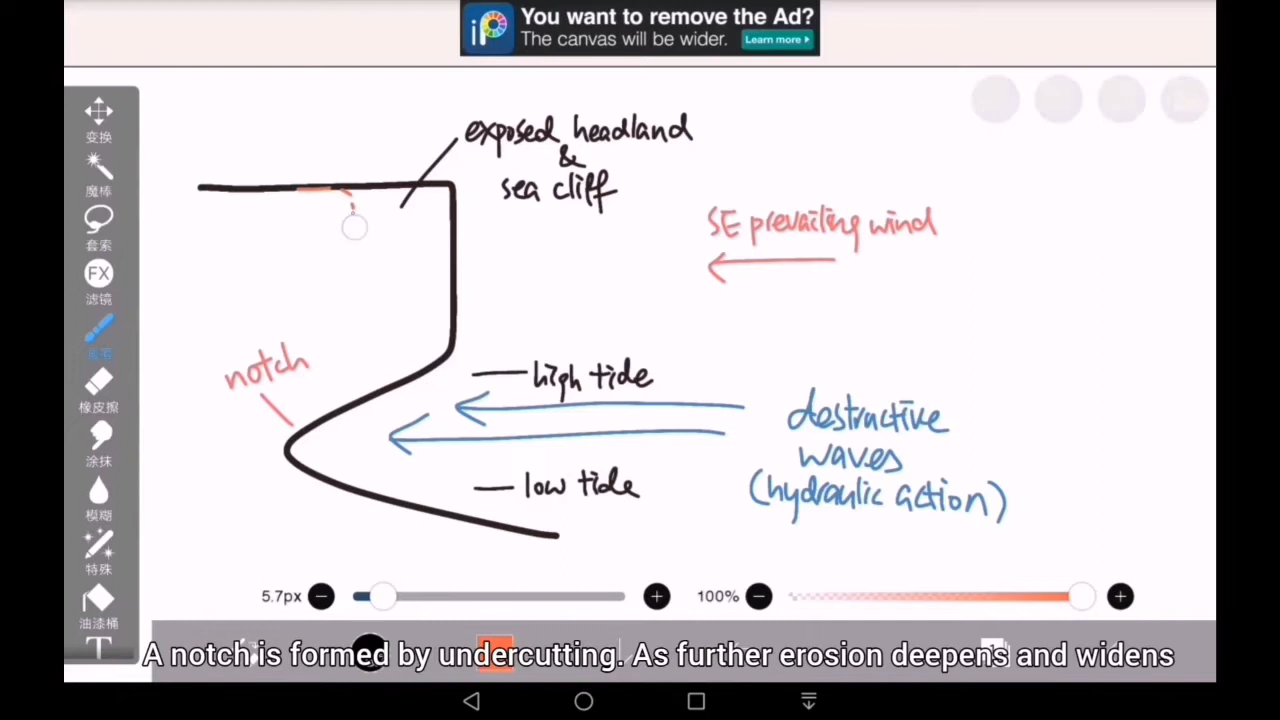 You want to remove the Ad?
The canvas will be wider. Learn more
变换
魔棒
套索
FX
滤镜
橡皮擦
涂抹
模糊
特殊
油漆桶
T
exposed headland
&
sea cliff
SE prevailing wind
notch
high tide
low tide
destractive
waves
(hydraulic action)
5.7px
100%
A notch is formed by undercutting. As further erosion deepens and widens